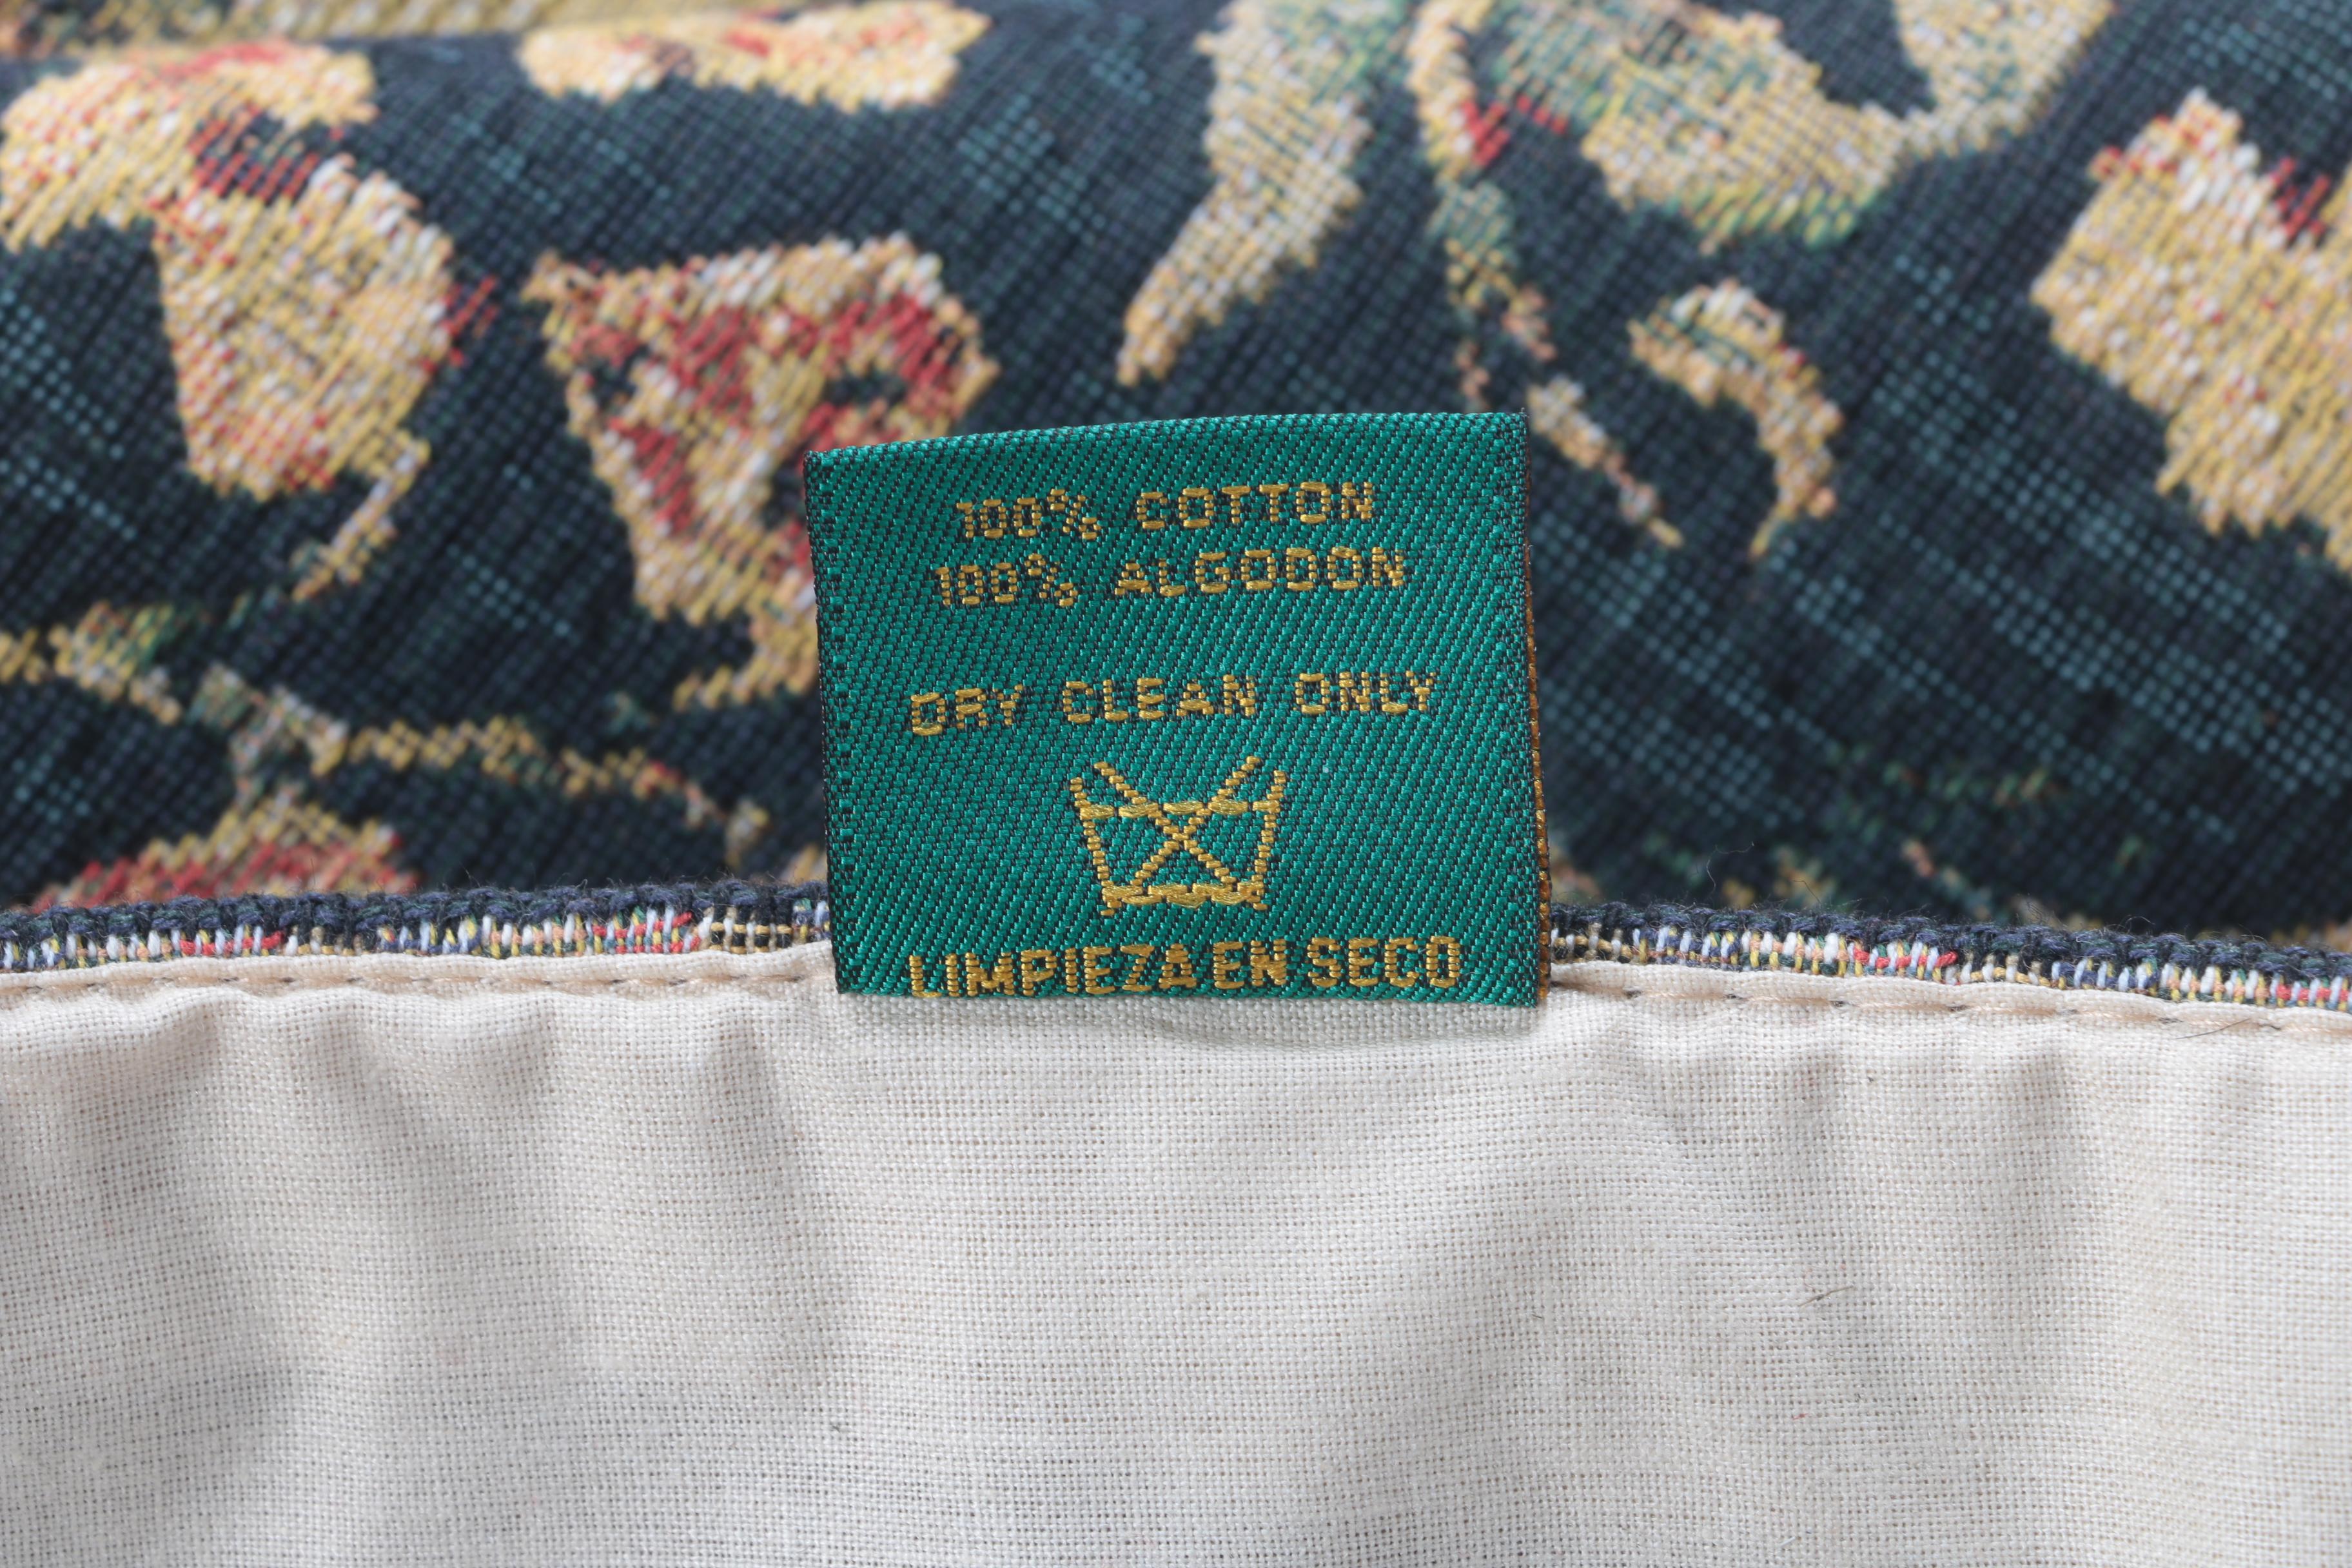 100% COTTON
100% ALGODON
DRY CLEAN ONLY
LIMPIEZA EN SECO